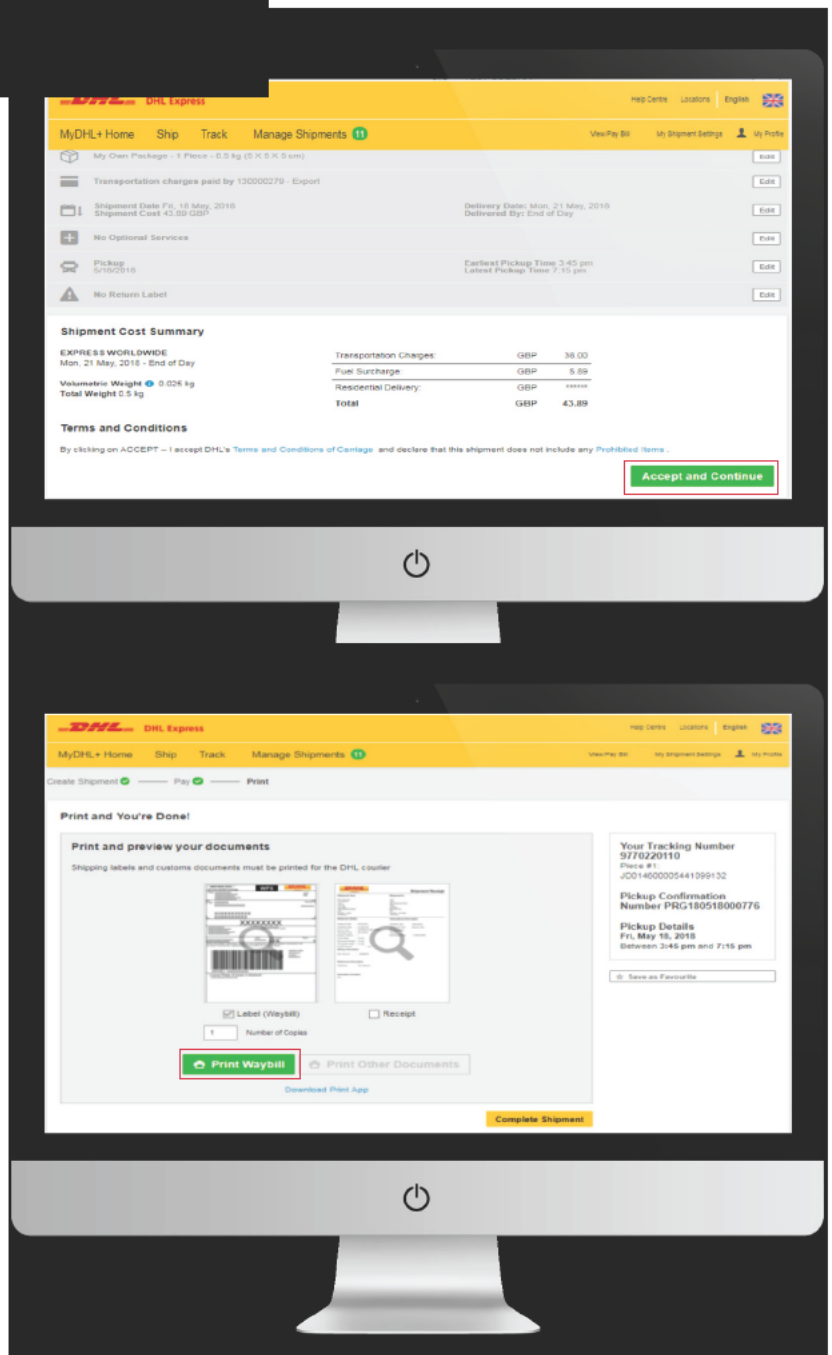 DHL Express
Help Centre Locations English
MyDHL+ Home Ship Track Manage Shipments 11
View/Pay Bill My Shipment Settings My Profile
My Own Package - 1 Piece - 0.5 kg (5 X 5 X 5 cm)
Edit
Transportation charges paid by 130000279 - Export
Edit
Shipment Date Fri, 18 May, 2018
Shipment Cost 43.89 GBP
Delivery Date: Mon, 21 May, 2018
Delivered By: End of Day
Edit
No Optional Services
Edit
Pickup
5/18/2018
Earliest Pickup Time 3:45 pm
Latest Pickup Time 7:15 pm
Edit
No Return Label
Edit
Shipment Cost Summary
EXPRESS WORLDWIDE
Mon, 21 May, 2018 - End of Day
Volumetric Weight 0.025 kg
Total Weight 0.5 kg
Transportation Charges: GBP 38.00
Fuel Surcharge: GBP 5.89
Residential Delivery: GBP ******
Total GBP 43.89
Terms and Conditions
By clicking on ACCEPT – I accept DHL's Terms and Conditions of Carriage and declare that this shipment does not include any Prohibited Items .
Accept and Continue
DHL DHL Express
Help Centre Locations English
MyDHL+ Home Ship Track Manage Shipments 11
View/Pay Bill My Shipment Settings My Profile
Create Shipment Pay Print
Print and You're Done!
Print and preview your documents
Shipping labels and customs documents must be printed for the DHL courier
WPX
Shipment Receipt
XXXXXXXX
Label (Waybill)
Receipt
1 Number of Copies
Print Waybill
Print Other Documents
Download Print App
Complete Shipment
Your Tracking Number
9770220110
Piece #1:
JD014600005441099132
Pickup Confirmation
Number PRG180518000776
Pickup Details
Fri, May 18, 2018
Between 3:45 pm and 7:15 pm
Save as Favourite